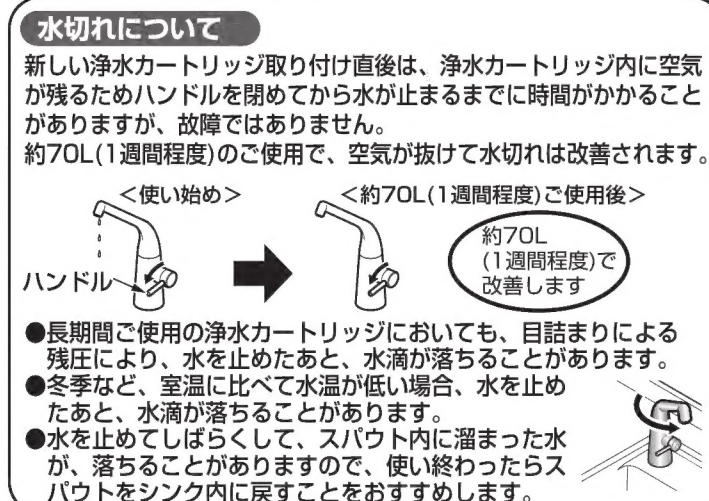 水切れについて
新しい浄水カートリッジ取り付け直後は、浄水カートリッジ内に空気
が残るためハンドルを閉めてから水が止まるまでに時間がかかること
がありますが、故障ではありません。
約70L(1週間程度)のご使用で、空気が抜けて水切れは改善されます。
<使い始め>
<約70L(1週間程度)ご使用後>
ハンドル
約70L
(1週間程度)で
改善します
●長期間ご使用の浄水カートリッジにおいても、目詰まりによる
残圧により、水を止めたあと、水滴が落ちることがあります。
●冬季など、室温に比べて水温が低い場合、水を止め
たあと、水滴が落ちることがあります。
●水を止めてしばらくして、スパウト内に溜まった水
が、落ちることがありますので、使い終わったらス
パウトをシンク内に戻すことをおすすめします。